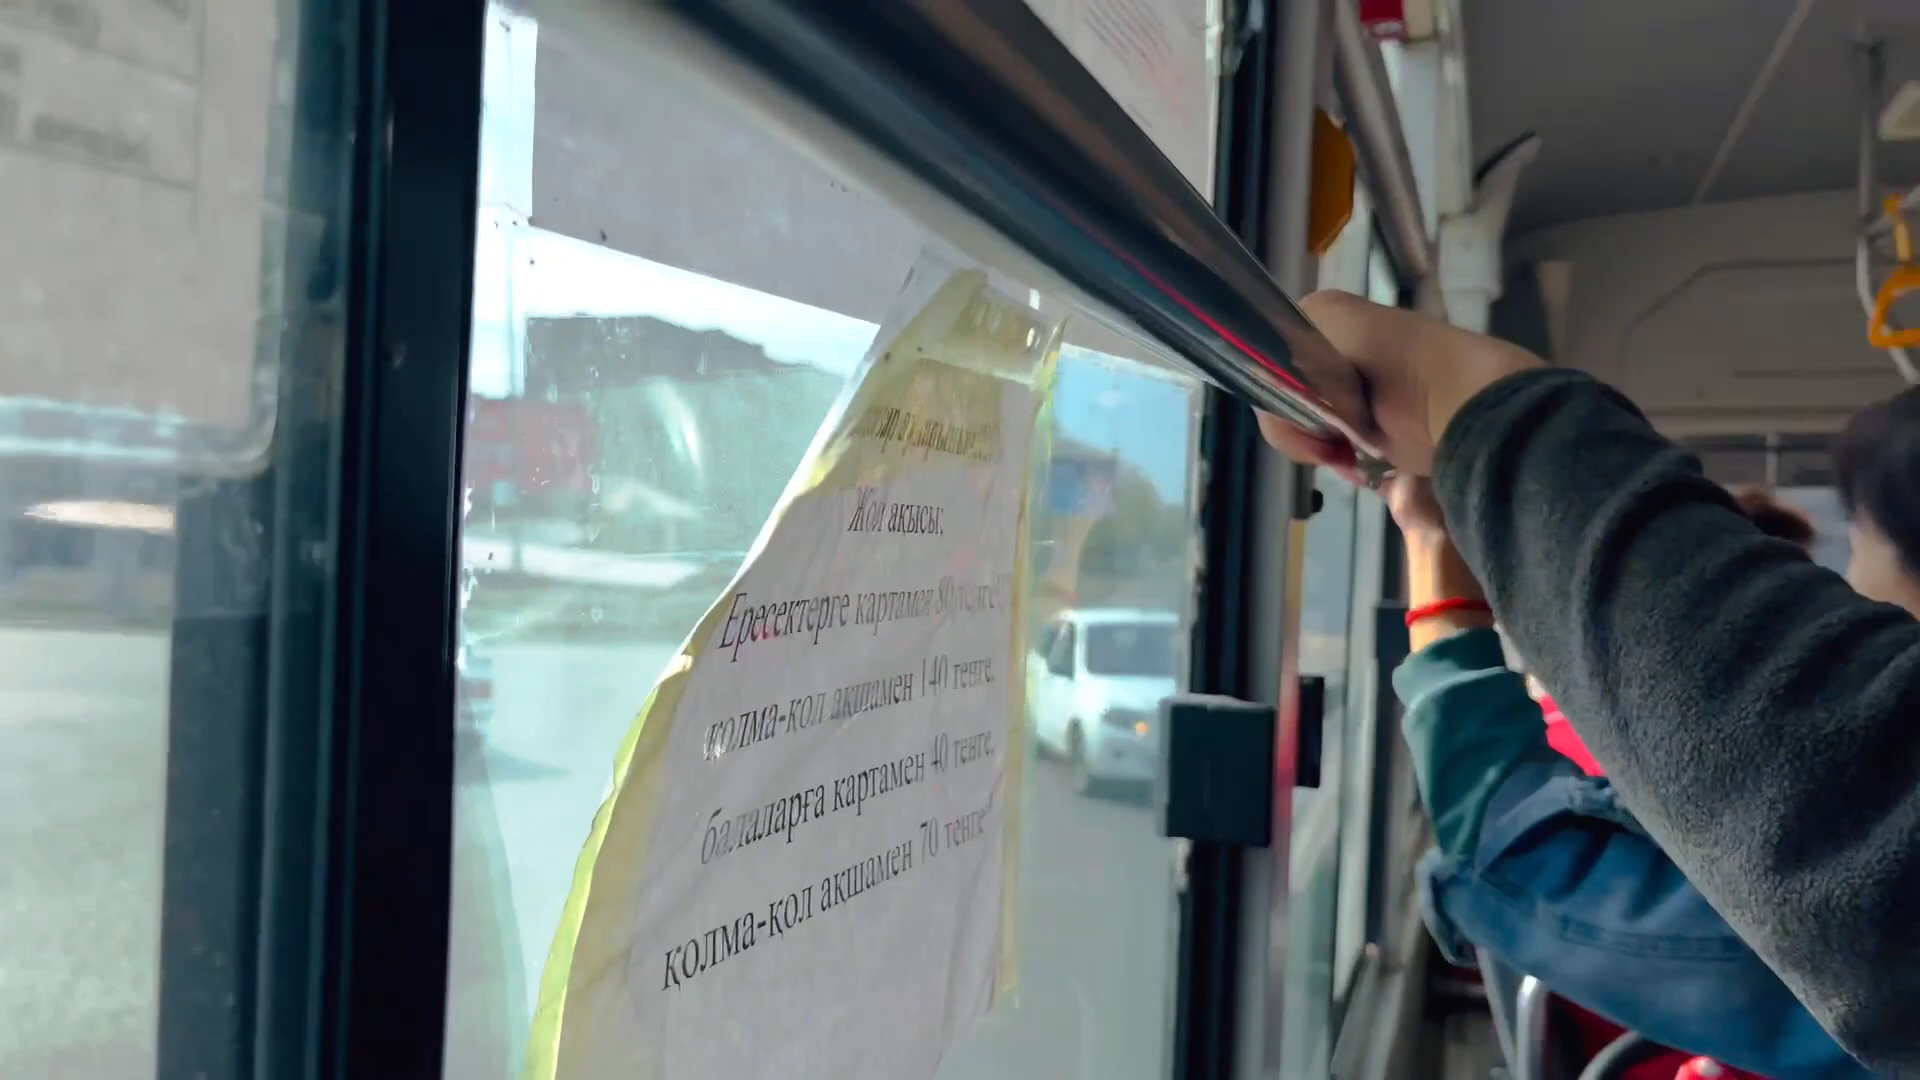 Жол ақысы:
Ересектерге картамен 80 теңге
қолма-қол ақшамен 140 теңге.
балаларға картамен 40 теңге.
қолма-қол ақшамен 70 теңге